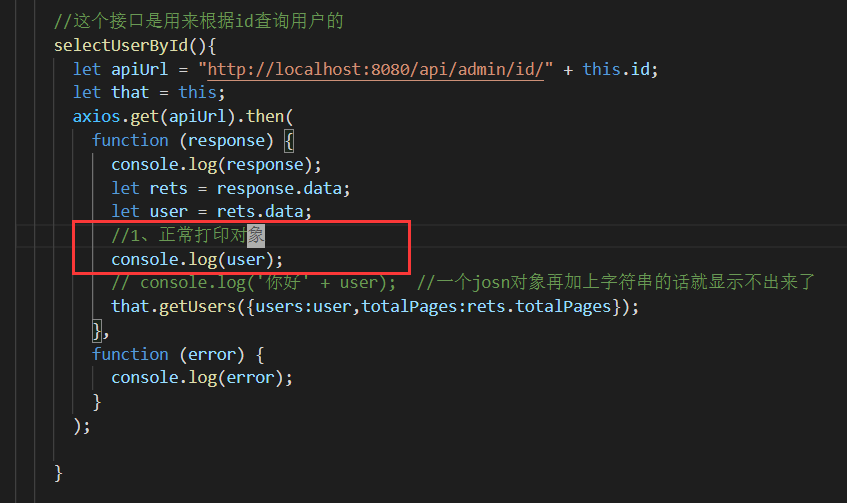 //这个接口是用来根据id查询用户的
selectUserById(){
let apiUrl = "http://localhost:8080/api/admin/id/" + this.id;
let that = this;
axios.get(apiUrl).then(
function (response) {
console.log(response);
let rets = response.data;
let user = rets.data;
//1、正常打印对象
console.log(user);
// console.log('你好' + user);  //一个josn对象再加上字符串的话就显示不出来了
that.getUsers({users:user,totalPages:rets.totalPages});
},
function (error) {
console.log(error);
}
);
}